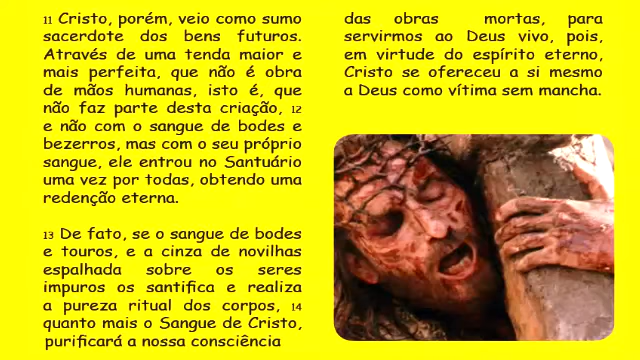 11 Cristo, porém, veio como sumo
sacerdote dos bens futuros.
Através de uma tenda maior e
mais perfeita, que não é obra
de mãos humanas, isto é, que
não faz parte desta criação, 12
e não com o sangue de bodes e
bezerros, mas com o seu próprio
sangue, ele entrou no Santuário
uma vez por todas, obtendo uma
redenção eterna.
13 De fato, se o sangue de bodes
e touros, e a cinza de novilhas
espalhada sobre os seres
impuros os santifica e realiza
a pureza ritual dos corpos, 14
quanto mais o Sangue de Cristo,
purificará a nossa consciência
das obras mortas, para
servirmos ao Deus vivo, pois,
em virtude do espírito eterno,
Cristo se ofereceu a si mesmo
a Deus como vítima sem mancha.